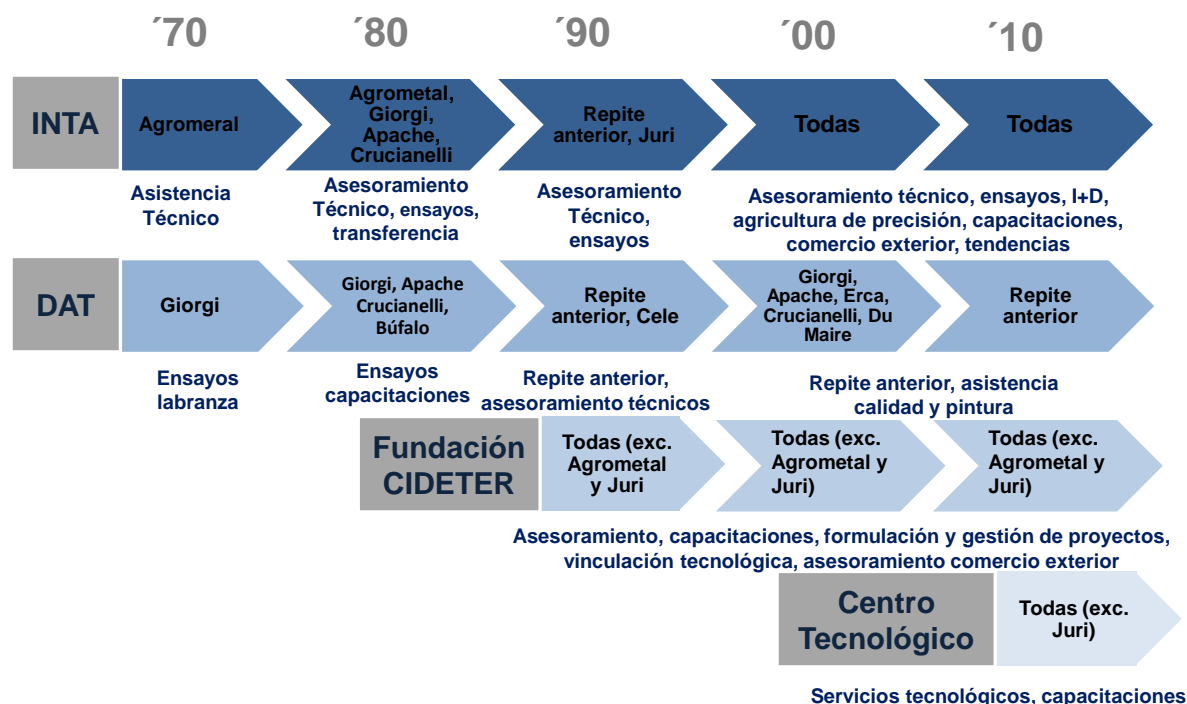 ´70 ´80 ´90 ´00 ´10
INTA
Agromeral
Agrometal,
Giorgi,
Apache,
Crucianelli
Repite
anterior, Juri
Todas
Todas
Asistencia
Técnico
Asesoramiento
Técnico, ensayos,
transferencia
Asesoramiento
Técnico,
ensayos
Asesoramiento técnico, ensayos, I+D,
agricultura de precisión, capacitaciones,
comercio exterior, tendencias
DAT
Giorgi
Giorgi, Apache
Crucianelli,
Búfalo
Repite
anterior, Cele
Giorgi,
Apache, Erca,
Crucianelli, Du
Maire
Repite
anterior
Ensayos
labranza
Ensayos
capacitaciones
Repite anterior,
asesoramiento técnicos
Repite anterior, asistencia
calidad y pintura
Fundación
CIDETER
Todas (exc.
Agrometal
y Juri
Todas (exc.
Agrometal y
Juri)
Todas (exc.
Agrometal y
Juri)
Asesoramiento, capacitaciones, formulación y gestión de proyectos,
vinculación tecnológica, asesoramiento comercio exterior
Centro
Tecnológico
Todas (exc.
Juri)
Servicios tecnológicos, capacitaciones